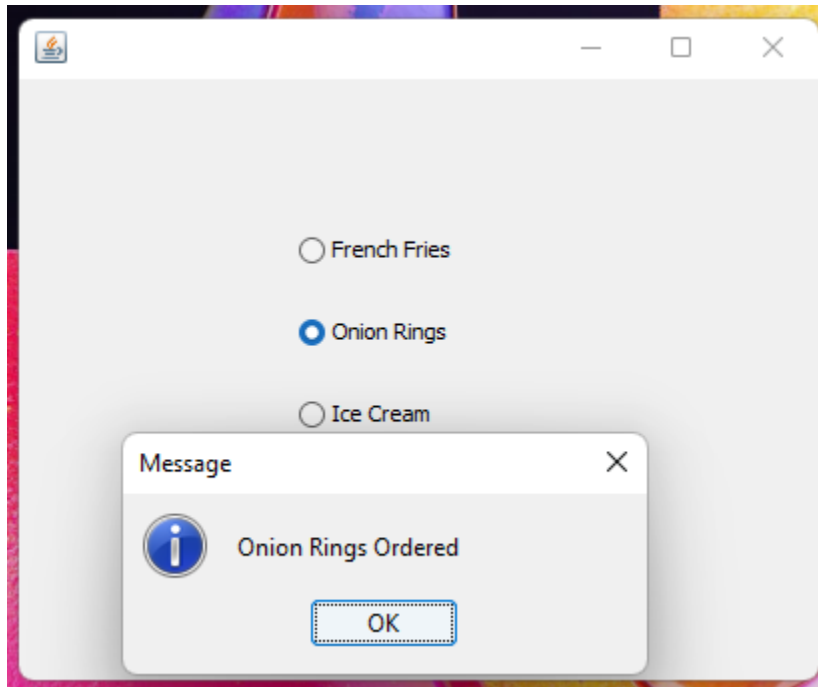 French Fries
Onion Rings
Ice Cream
Message
Onion Rings Ordered
OK